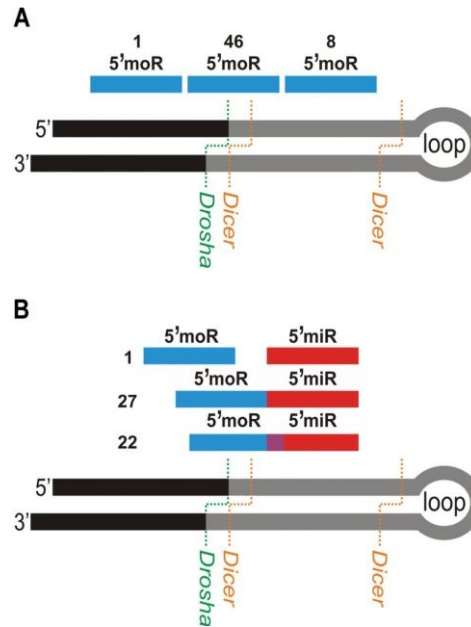 A
1 46 8
5'moR 5'moR 5'moR
5'
loop
3'
Drosha
Dicer
Dicer
B
5'moR 5'miR
1
5'moR 5'miR
27
5'moR 5'miR
22
5'
loop
3'
Drosha
Dicer
Dicer